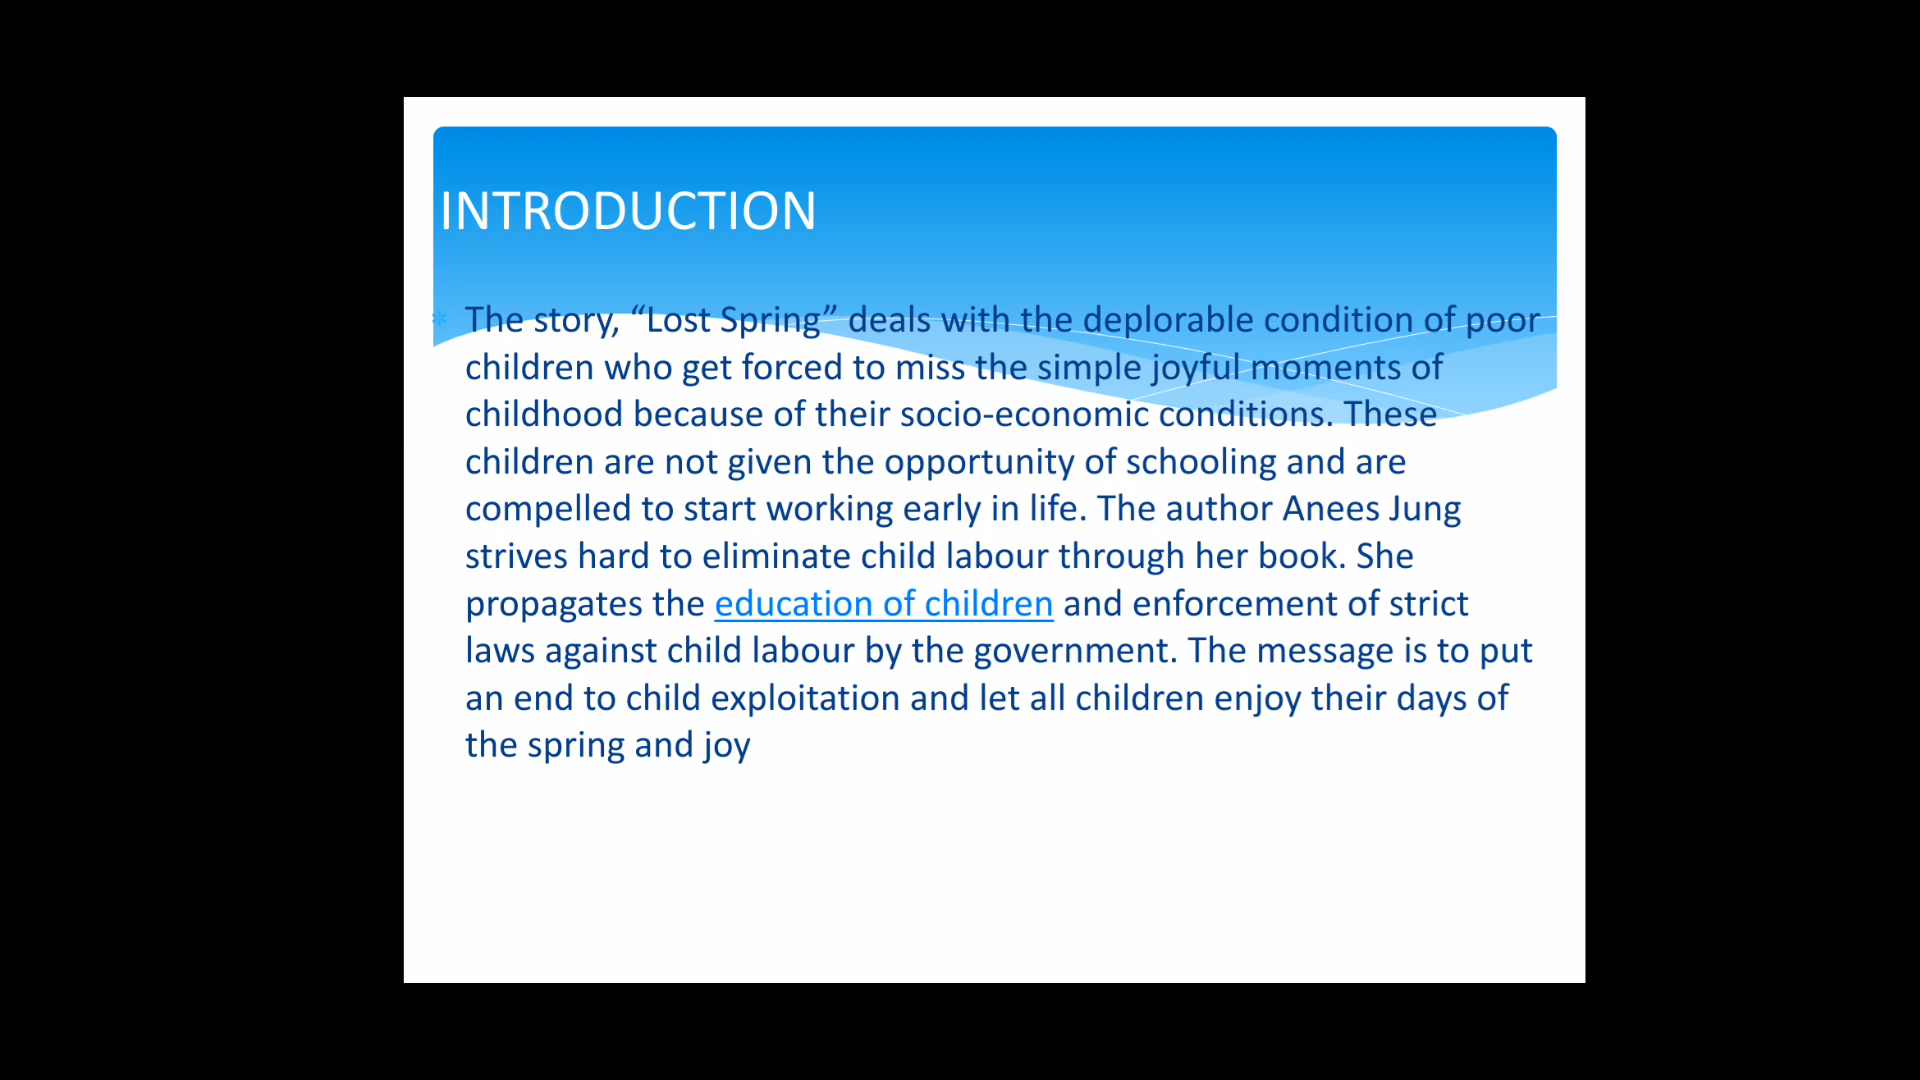 INTRODUCTION
* The story, “Lost Spring” deals with the deplorable condition of poor
children who get forced to miss the simple joyful moments of
childhood because of their socio-economic conditions. These
children are not given the opportunity of schooling and are
compelled to start working early in life. The author Anees Jung
strives hard to eliminate child labour through her book. She
propagates the education of children and enforcement of strict
laws against child labour by the government. The message is to put
an end to child exploitation and let all children enjoy their days of
the spring and joy